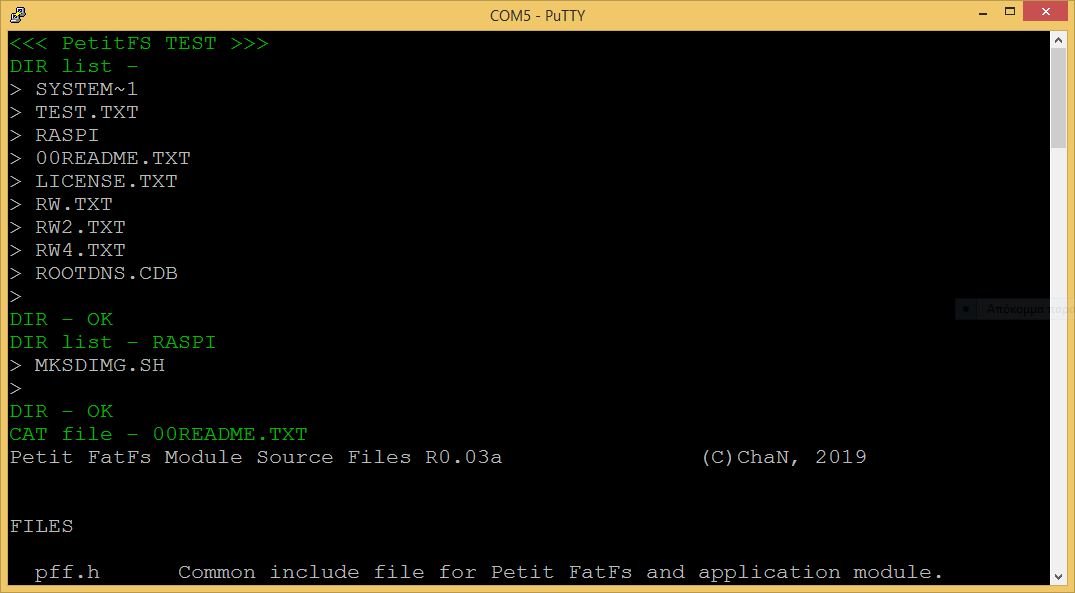 COM5 - PuTTY
<<< PetitFS TEST >>>
DIR list -
> SYSTEM~1
> TEST.TXT
> RASPI
> 00README.TXT
> LICENSE.TXT
> RW.TXT
> RW2.TXT
> RW4.TXT
> ROOTDNS.CDB
>
DIR - OK
DIR list - RASPI
> MKSDIMG.SH
>
DIR - OK
CAT file - 00README.TXT
Petit FatFs Module Source Files R0.03a (C)ChaN, 2019
FILES
pff.h Common include file for Petit FatFs and application module.
Απόκομμα